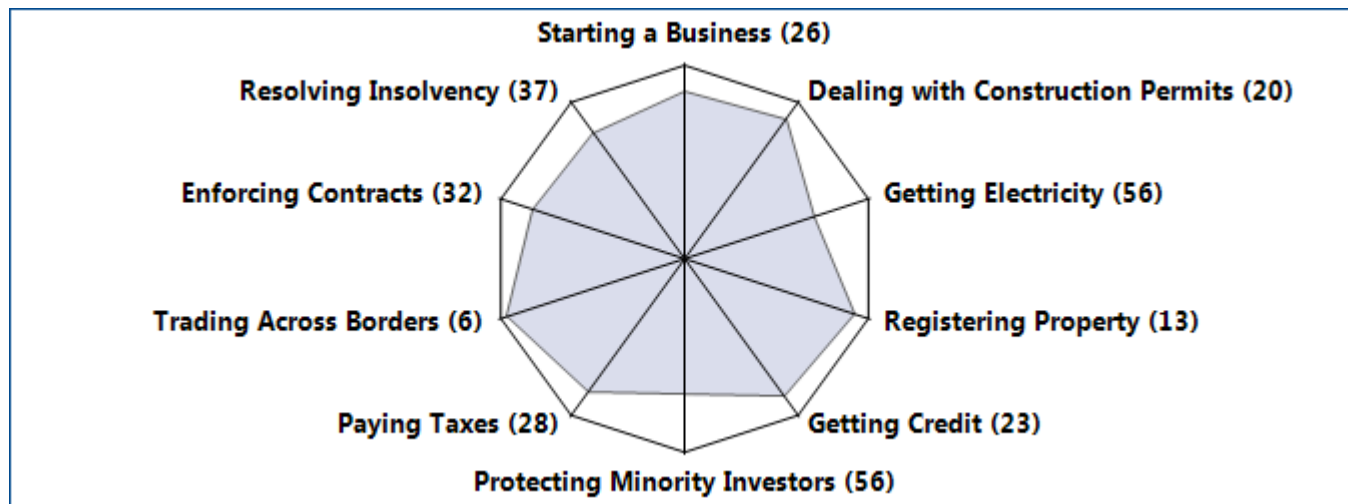 Starting a Business (26)
Resolving Insolvency (37)
Dealing with Construction Permits (20)
Enforcing Contracts (32)
Getting Electricity (56)
Trading Across Borders (6)
Registering Property (13)
Paying Taxes (28)
Getting Credit (23)
Protecting Minority Investors (56)